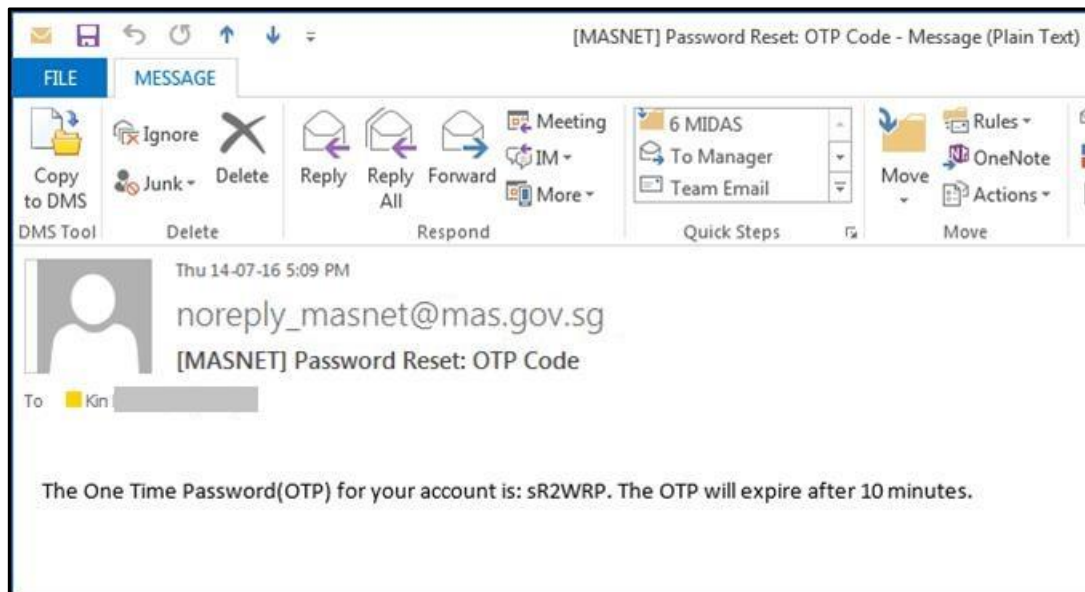 [MASNET] Password Reset: OTP Code - Message (Plain Text)
FILE MESSAGE
Copy to DMS
DMS Tool
Ignore
Junk
Delete
Delete
Reply
Reply All
Forward
Meeting
IM
More
Respond
6 MIDAS
To Manager
Team Email
Quick Steps
Move
Rules
OneNote
Actions
Move
Thu 14-07-16 5:09 PM
noreply_masnet@mas.gov.sg
[MASNET] Password Reset: OTP Code
To Kin
The One Time Password(OTP) for your account is: sR2WRP. The OTP will expire after 10 minutes.